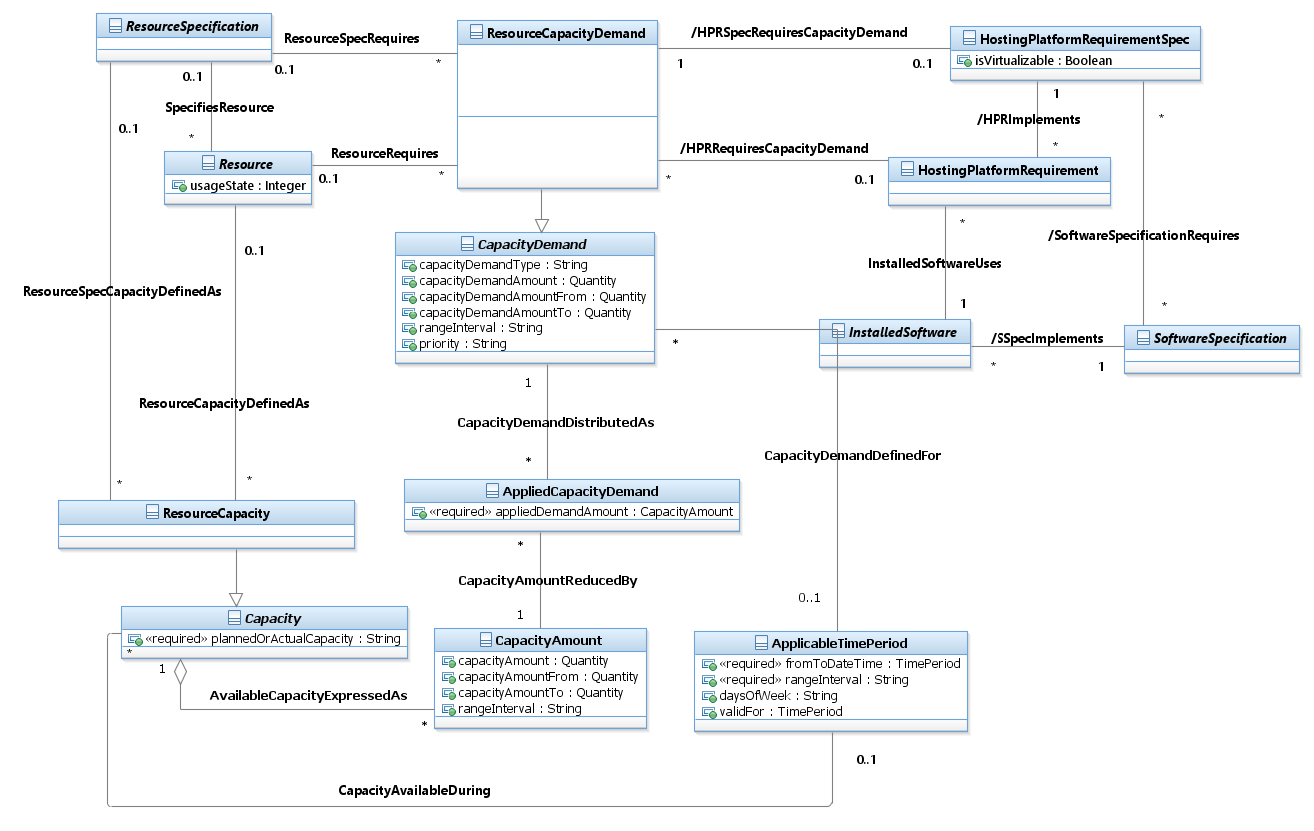 ResourceSpecification
ResourceSpecRequires
0..1
*
ResourceCapacityDemand
/HPRSpecRequiresCapacityDemand
1
0..1
HostingPlatformRequirementSpec
isVirtualizable : Boolean
0..1
SpecifiesResource
*
0..1
1
/HPRImplements
*
*
Resource
usageState : Integer
ResourceRequires
0..1
*
/HPRRequiresCapacityDemand
*
0..1
HostingPlatformRequirement
0..1
*
/SoftwareSpecificationRequires
*
CapacityDemand
capacityDemandType : String
capacityDemandAmount : Quantity
capacityDemandAmountFrom : Quantity
capacityDemandAmountTo : Quantity
rangeInterval : String
priority : String
InstalledSoftwareUses
1
ResourceSpecCapacityDefinedAs
InstalledSoftware
/SSpecImplements
*
1
SoftwareSpecification
*
1
CapacityDemandDistributedAs
*
ResourceCapacityDefinedAs
CapacityDemandDefinedFor
*
*
ResourceCapacity
AppliedCapacityDemand
«required» appliedDemandAmount : CapacityAmount
*
CapacityAmountReducedBy
1
0..1
Capacity
«required» plannedOrActualCapacity : String
*
1
AvailableCapacityExpressedAs
*
CapacityAmount
capacityAmount : Quantity
capacityAmountFrom : Quantity
capacityAmountTo : Quantity
rangeInterval : String
ApplicableTimePeriod
«required» fromToDateTime : TimePeriod
«required» rangeInterval : String
daysOfWeek : String
validFor : TimePeriod
0..1
CapacityAvailableDuring